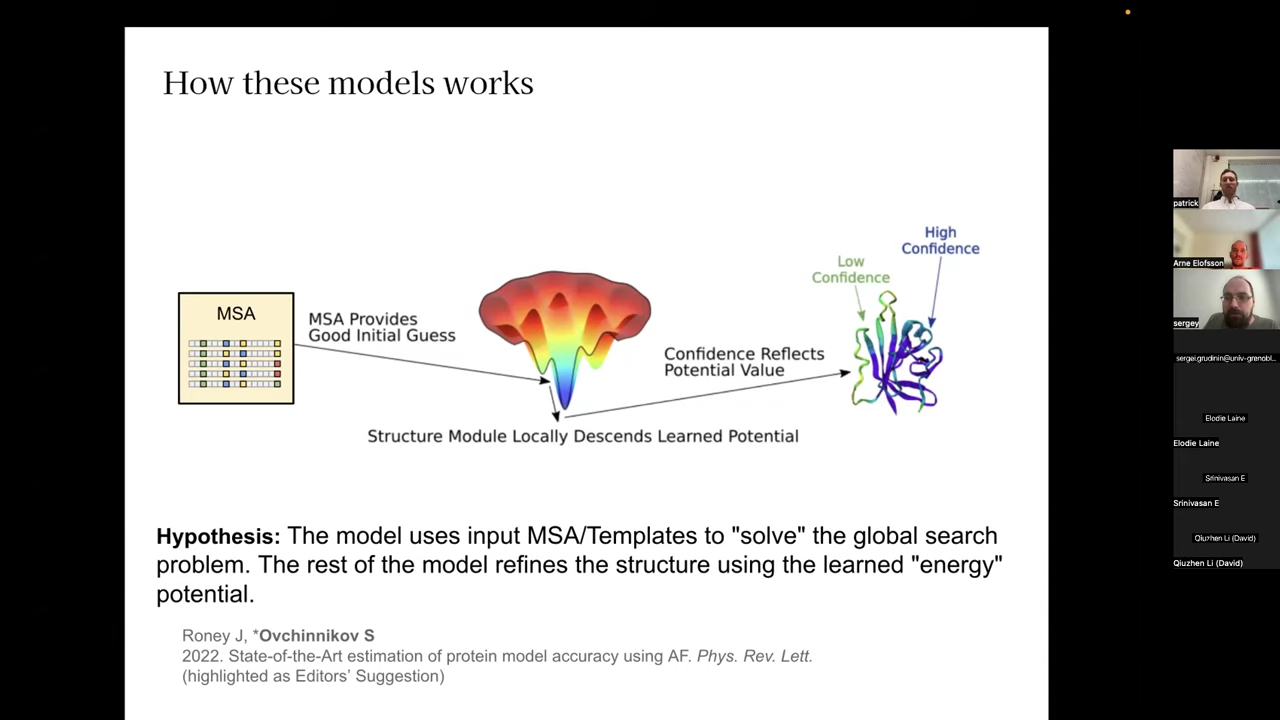 How these models works
High
Confidence
Low
Confidence
MSA
MSA Provides
Good Initial Guess
Confidence Reflects
Potential Value
Structure Module Locally Descends Learned Potential
Hypothesis: The model uses input MSA/Templates to "solve" the global search
problem. The rest of the model refines the structure using the learned "energy"
potential.
Roney J, *Ovchinnikov S
2022. State-of-the-Art estimation of protein model accuracy using AF. Phys. Rev. Lett.
(highlighted as Editors’ Suggestion)
patrick
Arne Elofsson
sergey
sergei.grudinin@univ-grenobl...
Elodie Laine
Elodie Laine
Srinivasan E
Srinivasan E
Qiuzhen Li (David)
Qiuzhen Li (David)